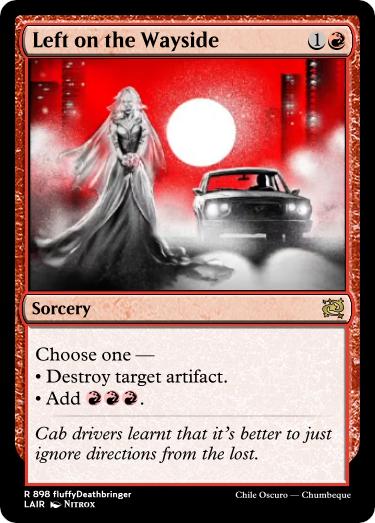 Left on the Wayside 1
Sorcery
Choose one —
• Destroy target artifact.
• Add.
Cab drivers learnt that it's better to just
ignore directions from the lost.
R 898 fluffyDeathbringer
Chile Oscuro — Chumbeque
LAIR Nitrox